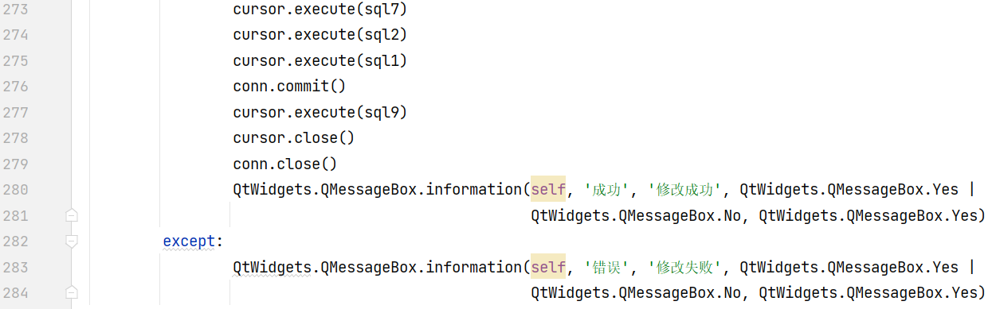 273 cursor.execute(sql7)
274 cursor.execute(sql2)
275 cursor.execute(sql1)
276 conn.commit()
277 cursor.execute(sql9)
278 cursor.close()
279 conn.close()
280 QtWidgets.QMessageBox.information(self, '成功', '修改成功', QtWidgets.QMessageBox.Yes |
281 QtWidgets.QMessageBox.No, QtWidgets.QMessageBox.Yes)
282 except:
283 QtWidgets.QMessageBox.information(self, '错误', '修改失败', QtWidgets.QMessageBox.Yes |
284 QtWidgets.QMessageBox.No, QtWidgets.QMessageBox.Yes)